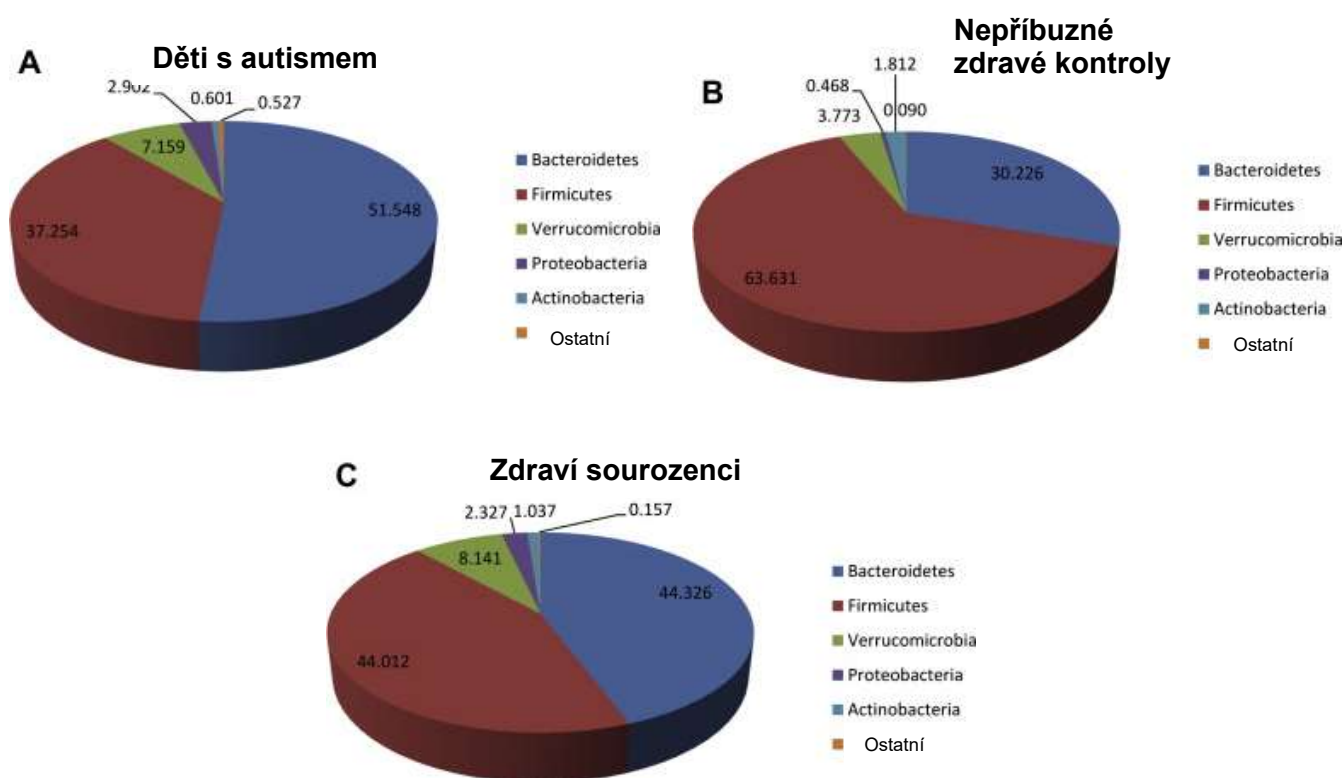 A
Děti s autismem
0.601
0.527
7.159
37.254
51.548
Bacteroidetes
Firmicutes
Verrucomicrobia
Proteobacteria
Actinobacteria
Ostatní
B
Nepříbuzné
zdravé kontroly
1.812
0.468
0.090
3.773
30.226
63.631
Bacteroidetes
Firmicutes
Verrucomicrobia
Proteobacteria
Actinobacteria
Ostatní
C
Zdraví sourozenci
2.327
1.037
0.157
8.141
44.326
44.012
Bacteroidetes
Firmicutes
Verrucomicrobia
Proteobacteria
Actinobacteria
Ostatní